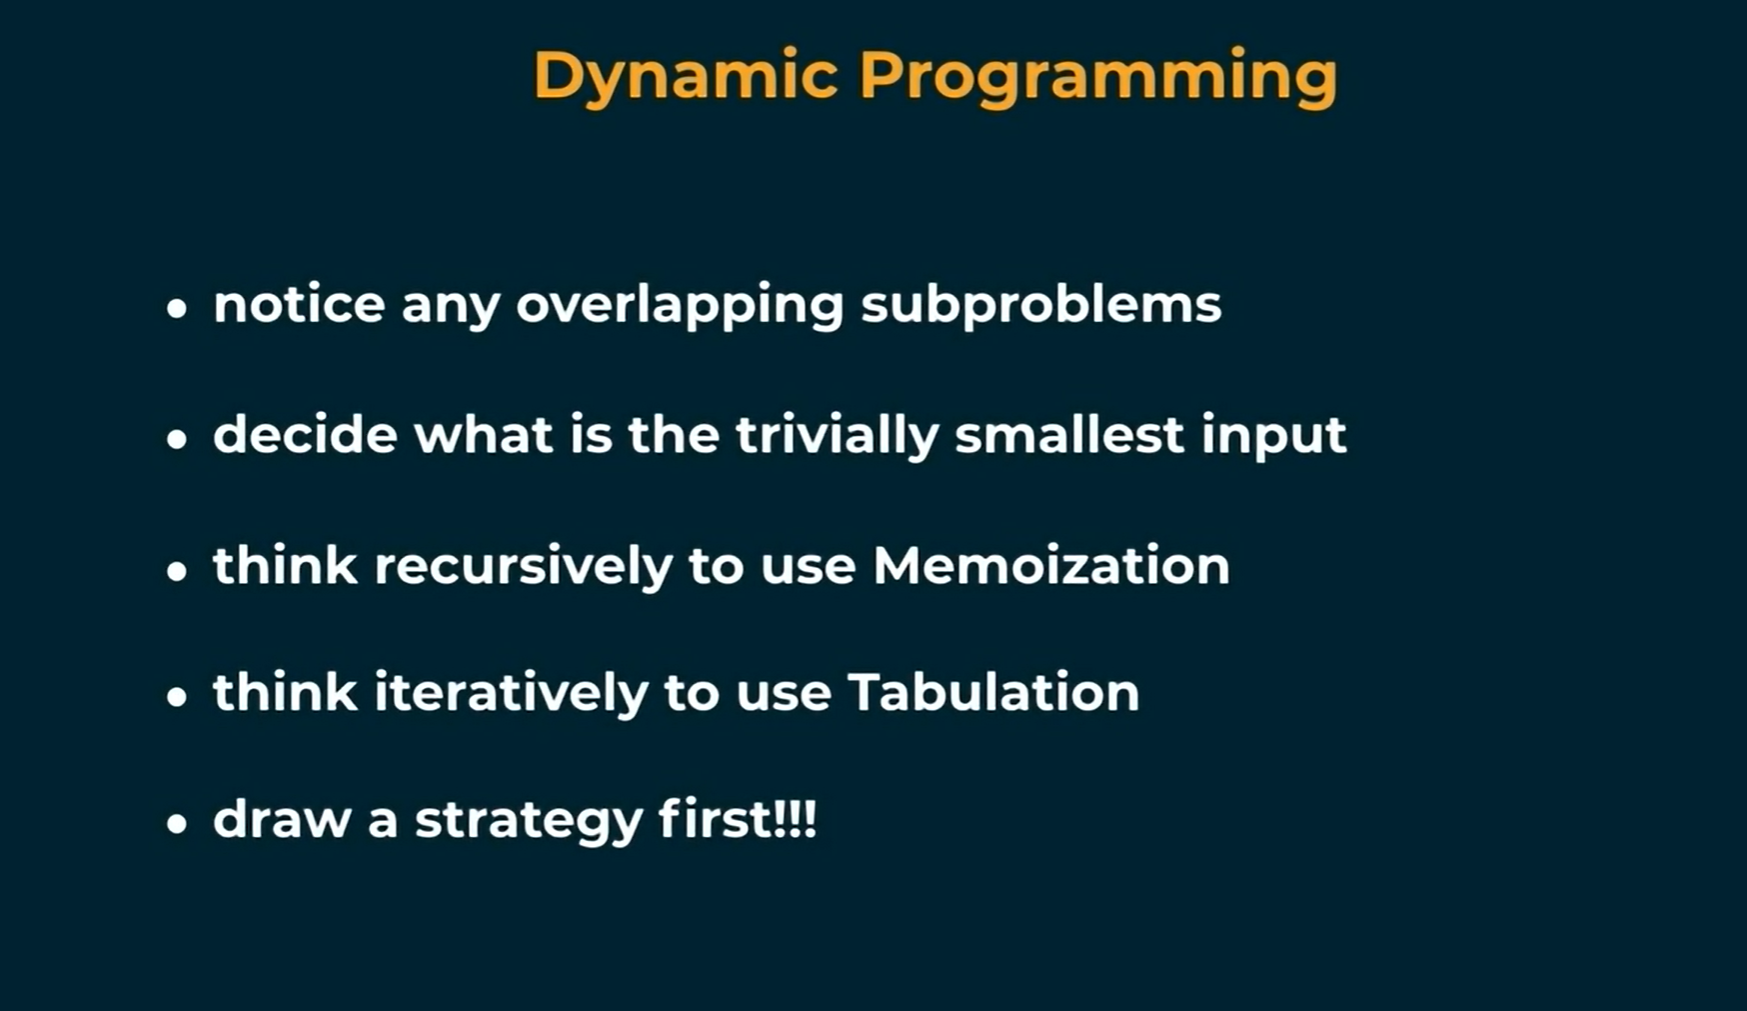 Dynamic Programming
• notice any overlapping subproblems
• decide what is the trivially smallest input
• think recursively to use Memoization
• think iteratively to use Tabulation
• draw a strategy first!!!